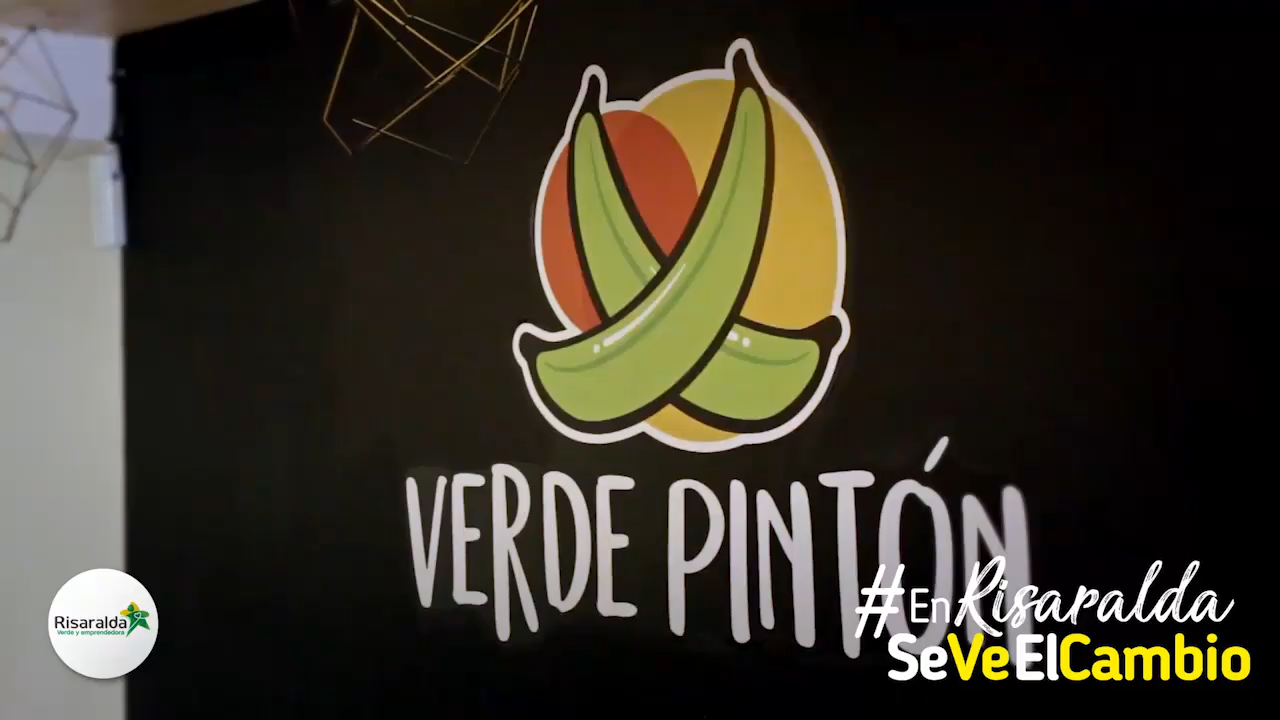 VERDE PINTÓN
Risaralda
Verde y emprendedora
#EnRisaralda
SeVeElCambio